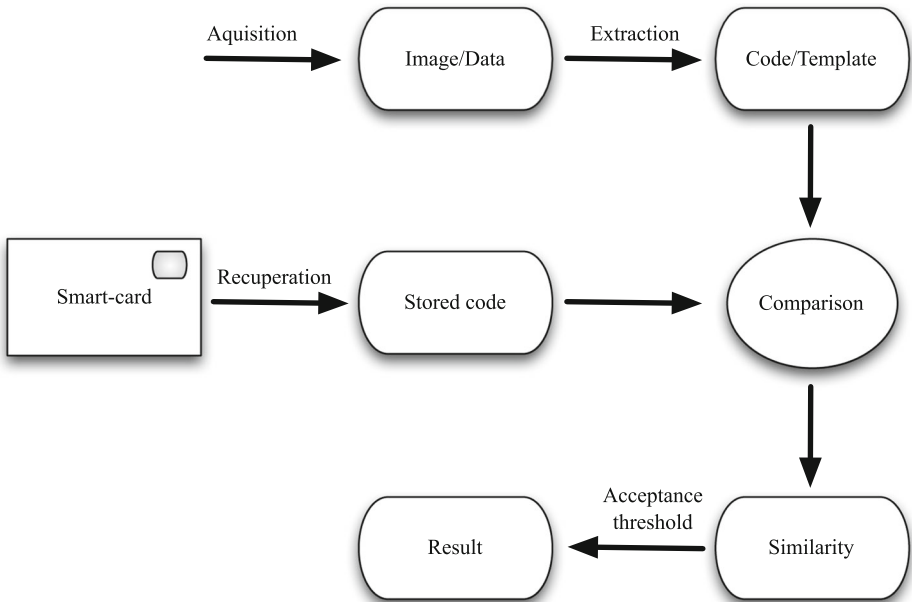 Aquisition
Image/Data
Extraction
Code/Template
Smart-card
Recuperation
Stored code
Comparison
Result
Acceptance
threshold
Similarity